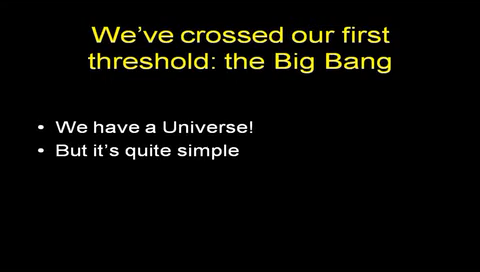 We’ve crossed our first
threshold: the Big Bang
• We have a Universe!
• But it’s quite simple